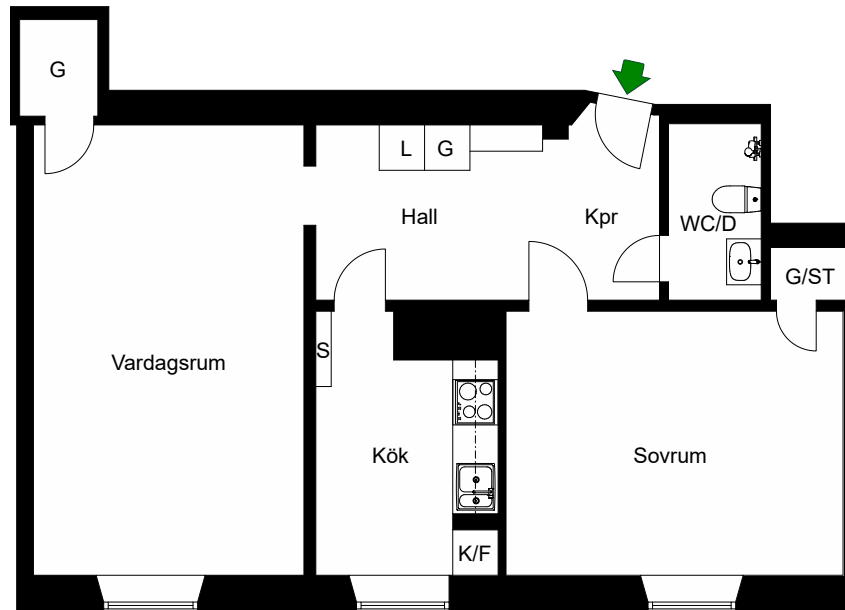 G
L
G
Hall
Kpr
WC/D
G/ST
Vardagsrum
S
Kök
Sovrum
K/F